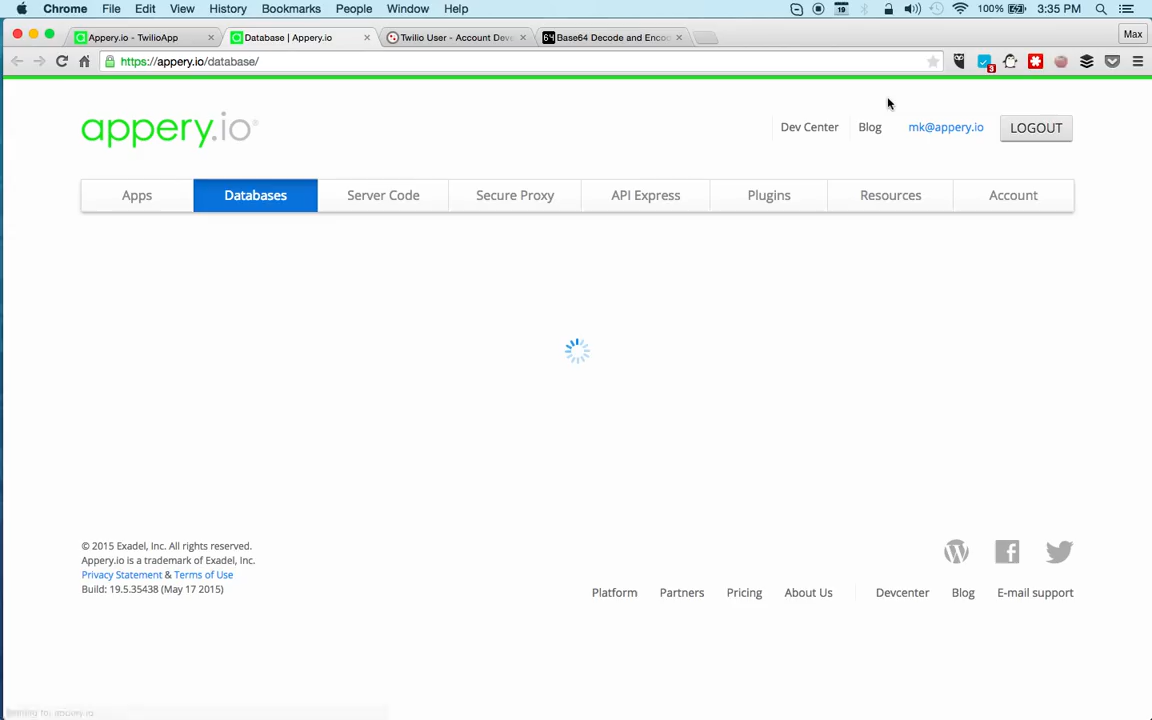 Chrome File Edit View History Bookmarks People Window Help 19 100% 3:35 PM
Appery.io - TwilioApp Database | Appery.io Twilio User - Account Deve 64 Base64 Decode and Enco Max
https://appery.io/database/ 3
appery.io
Dev Center Blog mk@appery.io LOGOUT
Apps Databases Server Code Secure Proxy API Express Plugins Resources Account
© 2015 Exadel, Inc. All rights reserved.
Appery.io is a trademark of Exadel, Inc.
Privacy Statement & Terms of Use
Build: 19.5.35438 (May 17 2015)
Platform Partners Pricing About Us Devcenter Blog E-mail support